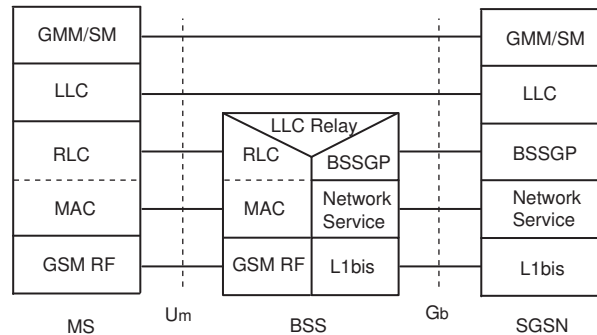 GMM/SM
LLC
RLC
MAC
GSM RF
MS
Um
LLC Relay
RLC
BSSGP
MAC
Network
Service
GSM RF
L1bis
BSS
Gb
GMM/SM
LLC
BSSGP
Network
Service
L1bis
SGSN